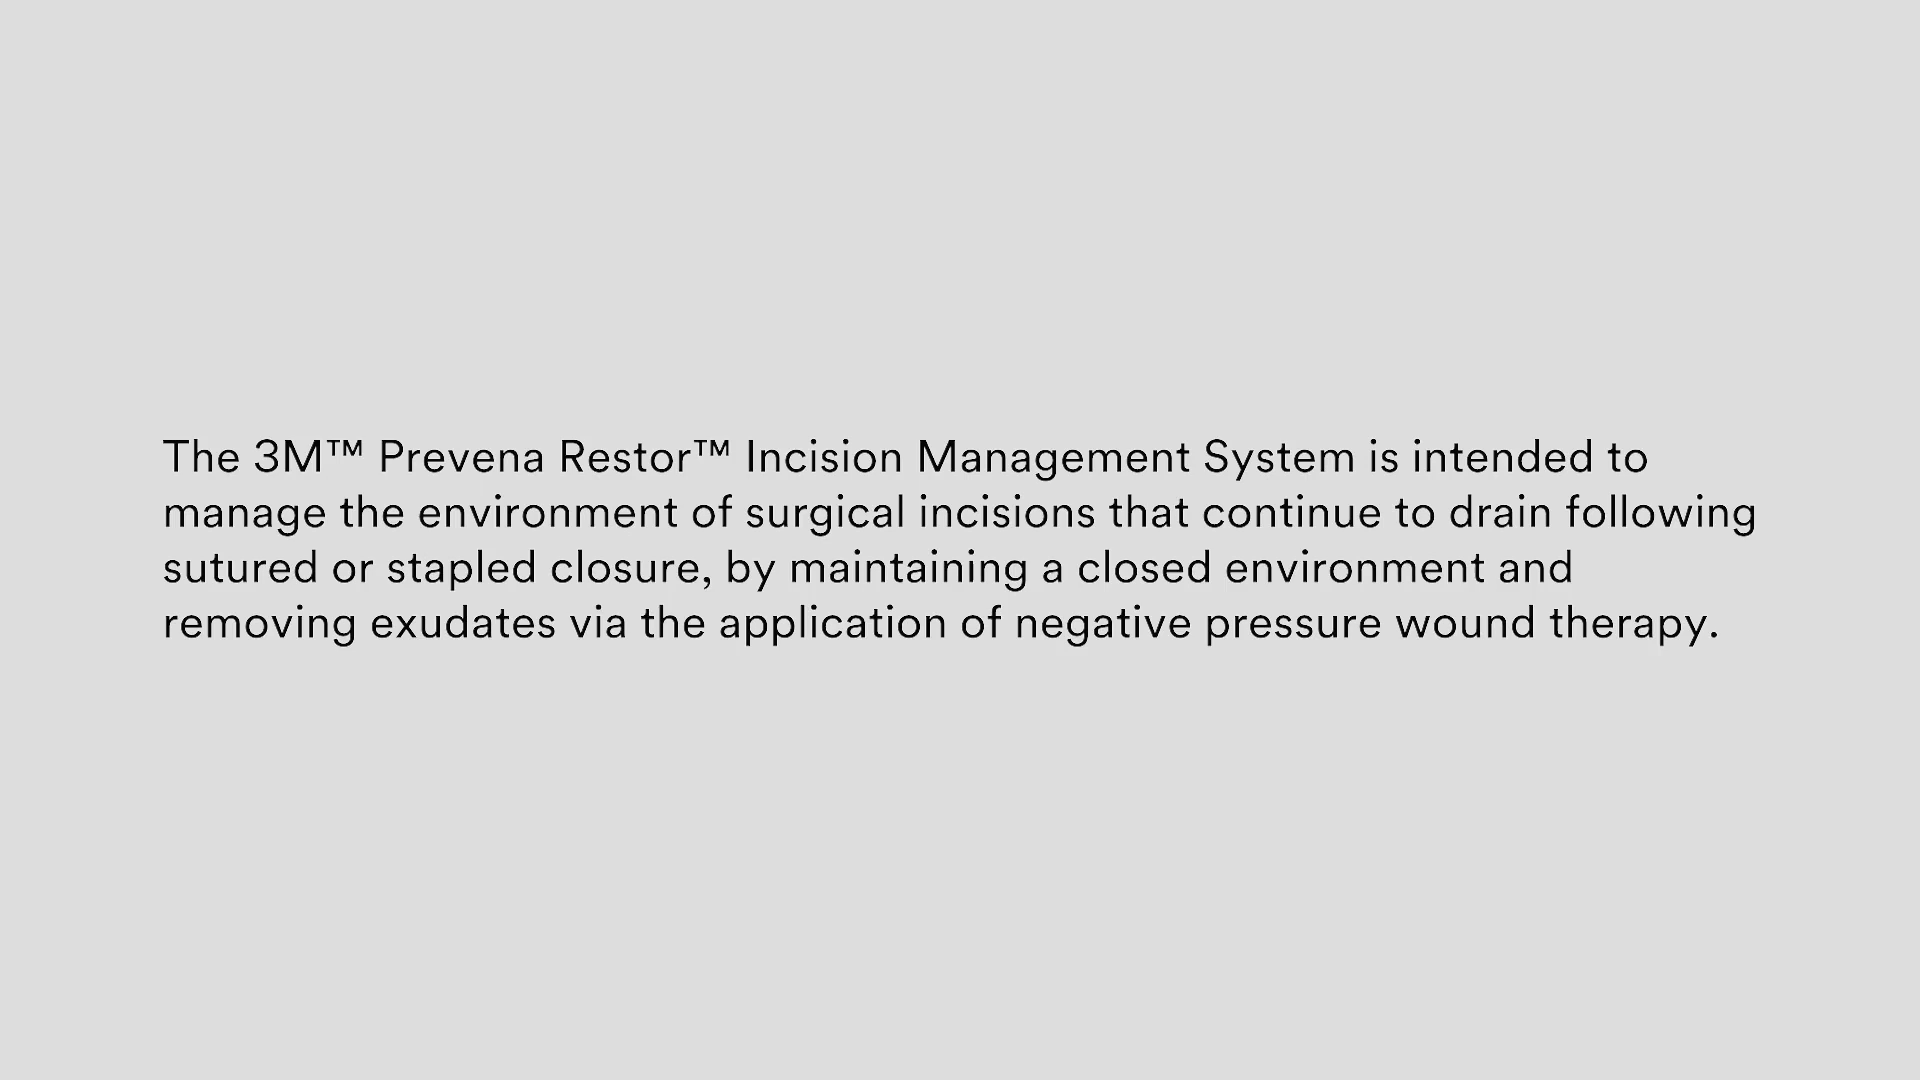 The 3M™ Prevena Restor™ Incision Management System is intended to
manage the environment of surgical incisions that continue to drain following
sutured or stapled closure, by maintaining a closed environment and
removing exudates via the application of negative pressure wound therapy.